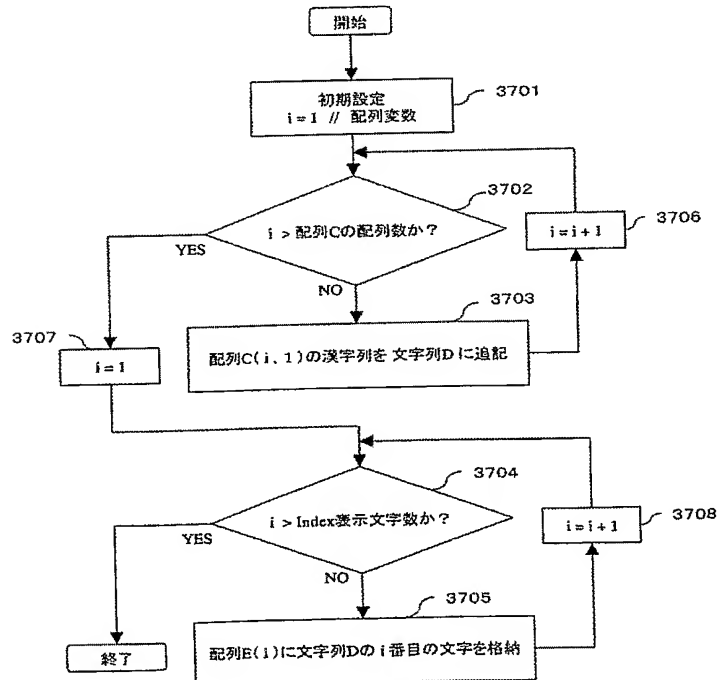 開始
初期設定
i = 1 // 配列変数
3701
3702
i > 配列Cの配列数か？
YES
NO
i = i + 1
3706
3703
配列C(i、1)の漢字列を 文字列D に追記
3707
i = 1
3704
i > Index表示文字数か？
YES
NO
i = i + 1
3708
3705
配列E(i)に文字列Dの i 番目の文字を格納
終了